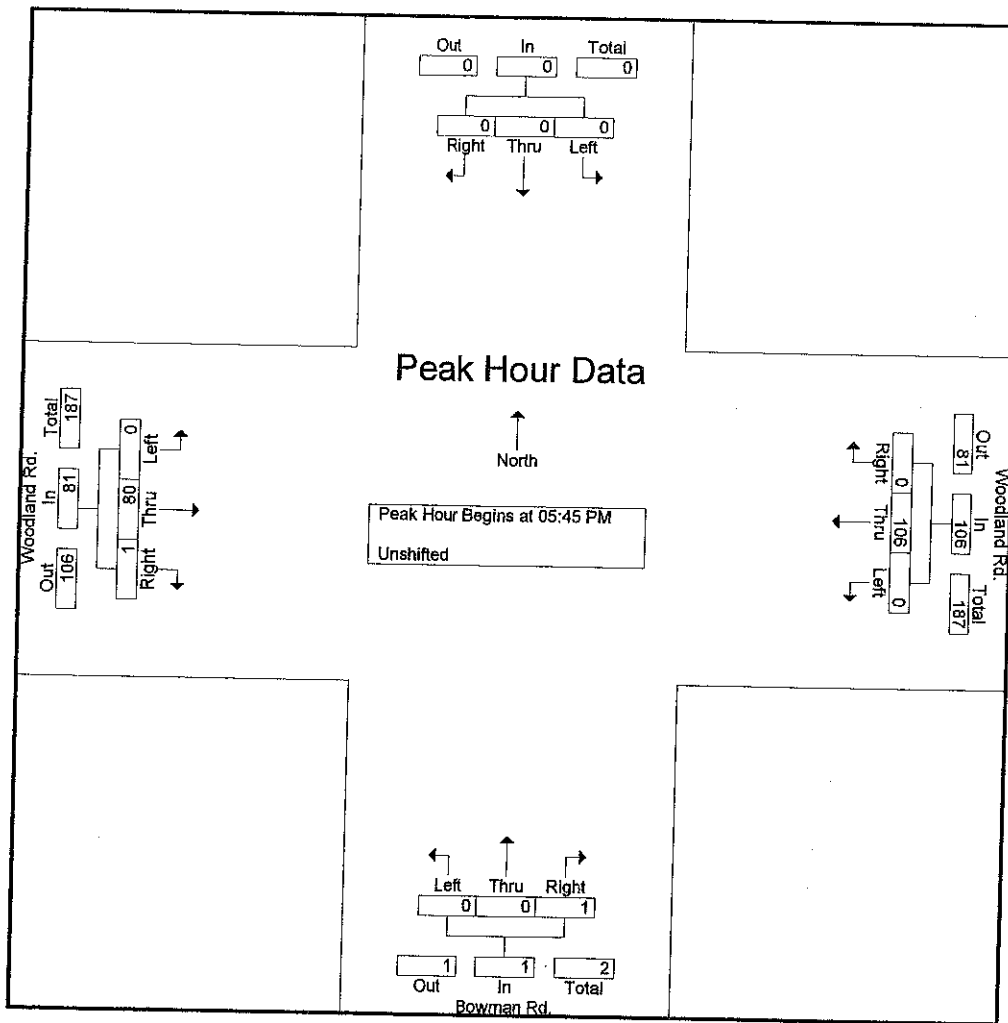 Out In Total
0 0 0
0 0 0
Right Thru Left
Peak Hour Data
North
Peak Hour Begins at 05:45 PM
Unshifted
Woodland Rd.
Out In Total
106 81 187
1 80 0
Right Thru Left
Woodland Rd.
Out In Total
81 106 187
0 106 0
Right Thru Left
Left Thru Right
0 0 1
1 1 2
Out In Total
Bowman Rd.